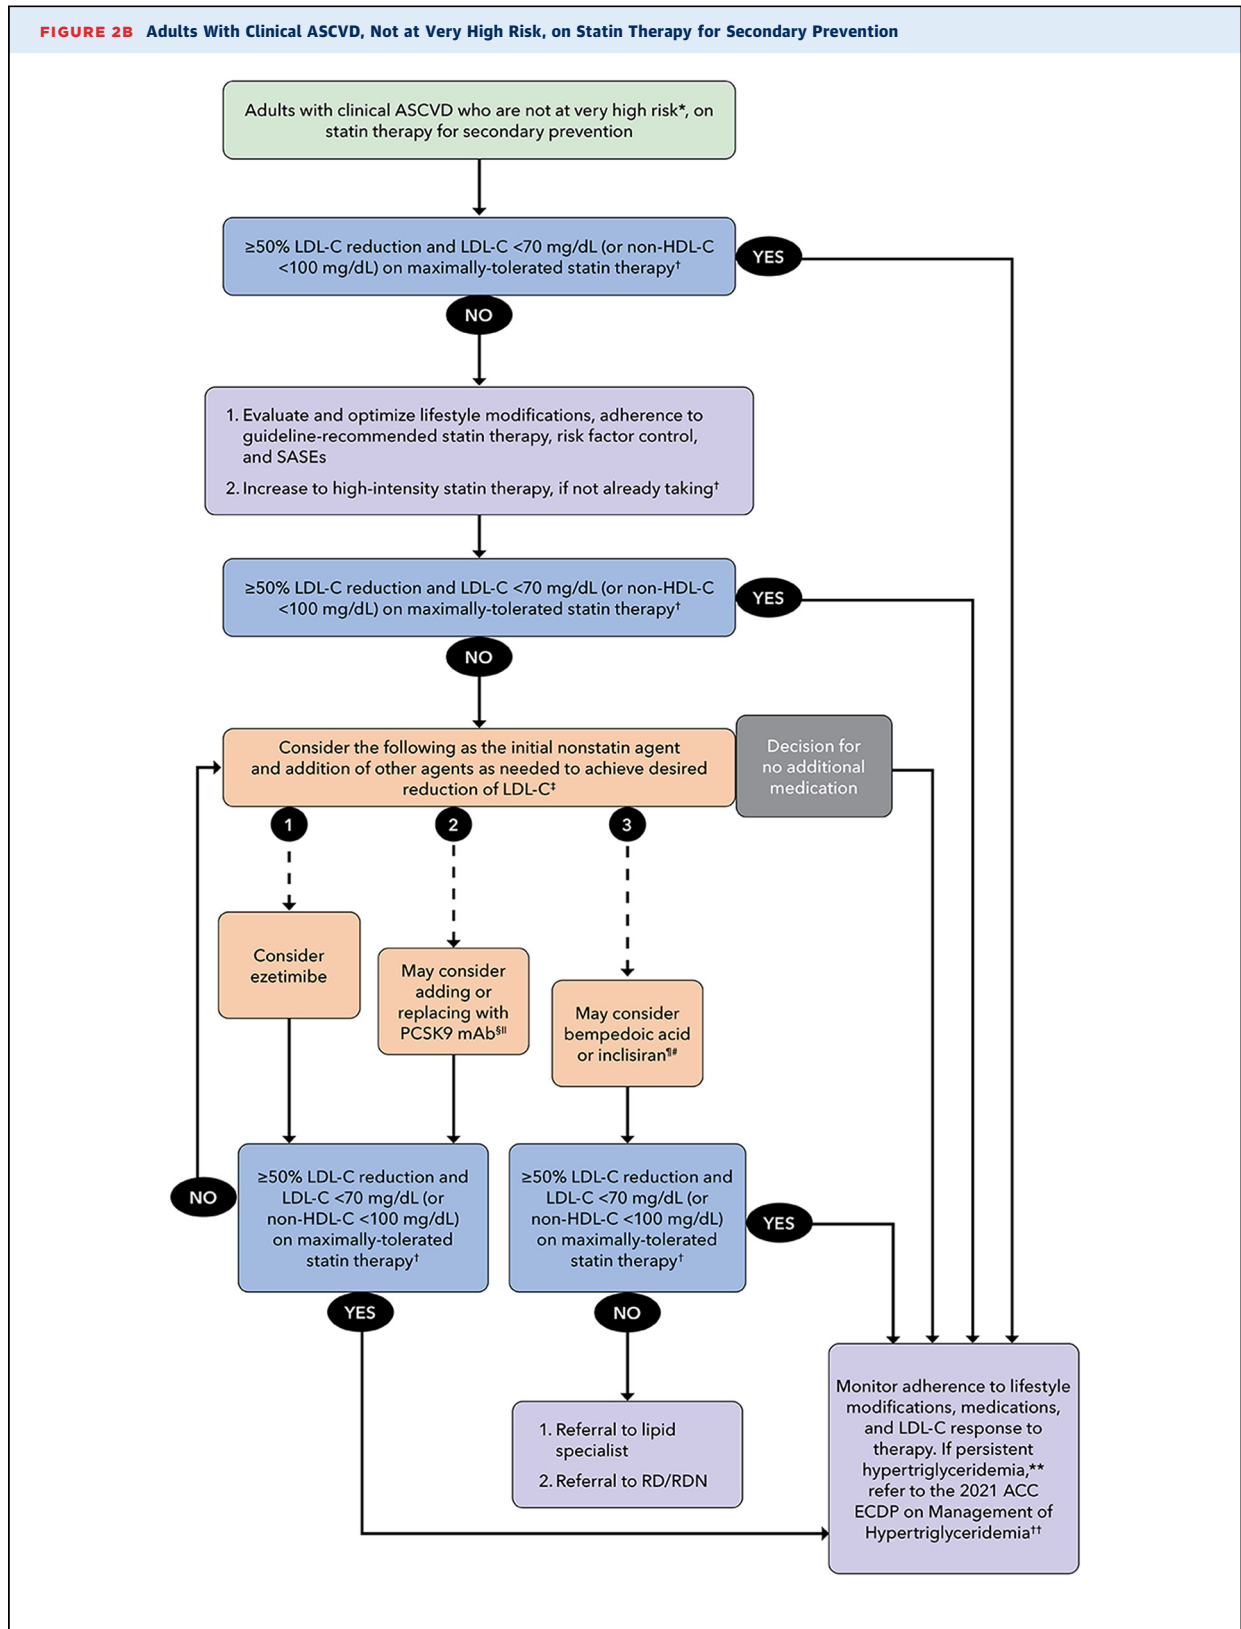 FIGURE 2B Adults With Clinical ASCVD, Not at Very High Risk, on Statin Therapy for Secondary Prevention
Adults with clinical ASCVD who are not at very high risk*, on
statin therapy for secondary prevention
≥50% LDL-C reduction and LDL-C <70 mg/dL (or non-HDL-C
<100 mg/dL) on maximally-tolerated statin therapy†
YES
NO
1. Evaluate and optimize lifestyle modifications, adherence to
guideline-recommended statin therapy, risk factor control,
and SASEs
2. Increase to high-intensity statin therapy, if not already taking†
≥50% LDL-C reduction and LDL-C <70 mg/dL (or non-HDL-C
<100 mg/dL) on maximally-tolerated statin therapy†
YES
NO
Consider the following as the initial nonstatin agent
and addition of other agents as needed to achieve desired
reduction of LDL-C‡
Decision for
no additional
medication
1
2
3
Consider
ezetimibe
May consider
adding or
replacing with
PCSK9 mAb§||
May consider
bempedoic acid
or inclisiran¶#
NO
≥50% LDL-C reduction and
LDL-C <70 mg/dL (or
non-HDL-C <100 mg/dL)
on maximally-tolerated
statin therapy†
≥50% LDL-C reduction and
LDL-C <70 mg/dL (or
non-HDL-C <100 mg/dL)
on maximally-tolerated
statin therapy†
YES
YES
NO
1. Referral to lipid
specialist
2. Referral to RD/RDN
Monitor adherence to lifestyle
modifications, medications,
and LDL-C response to
therapy. If persistent
hypertriglyceridemia,**
refer to the 2021 ACC
ECDP on Management of
Hypertriglyceridemia††